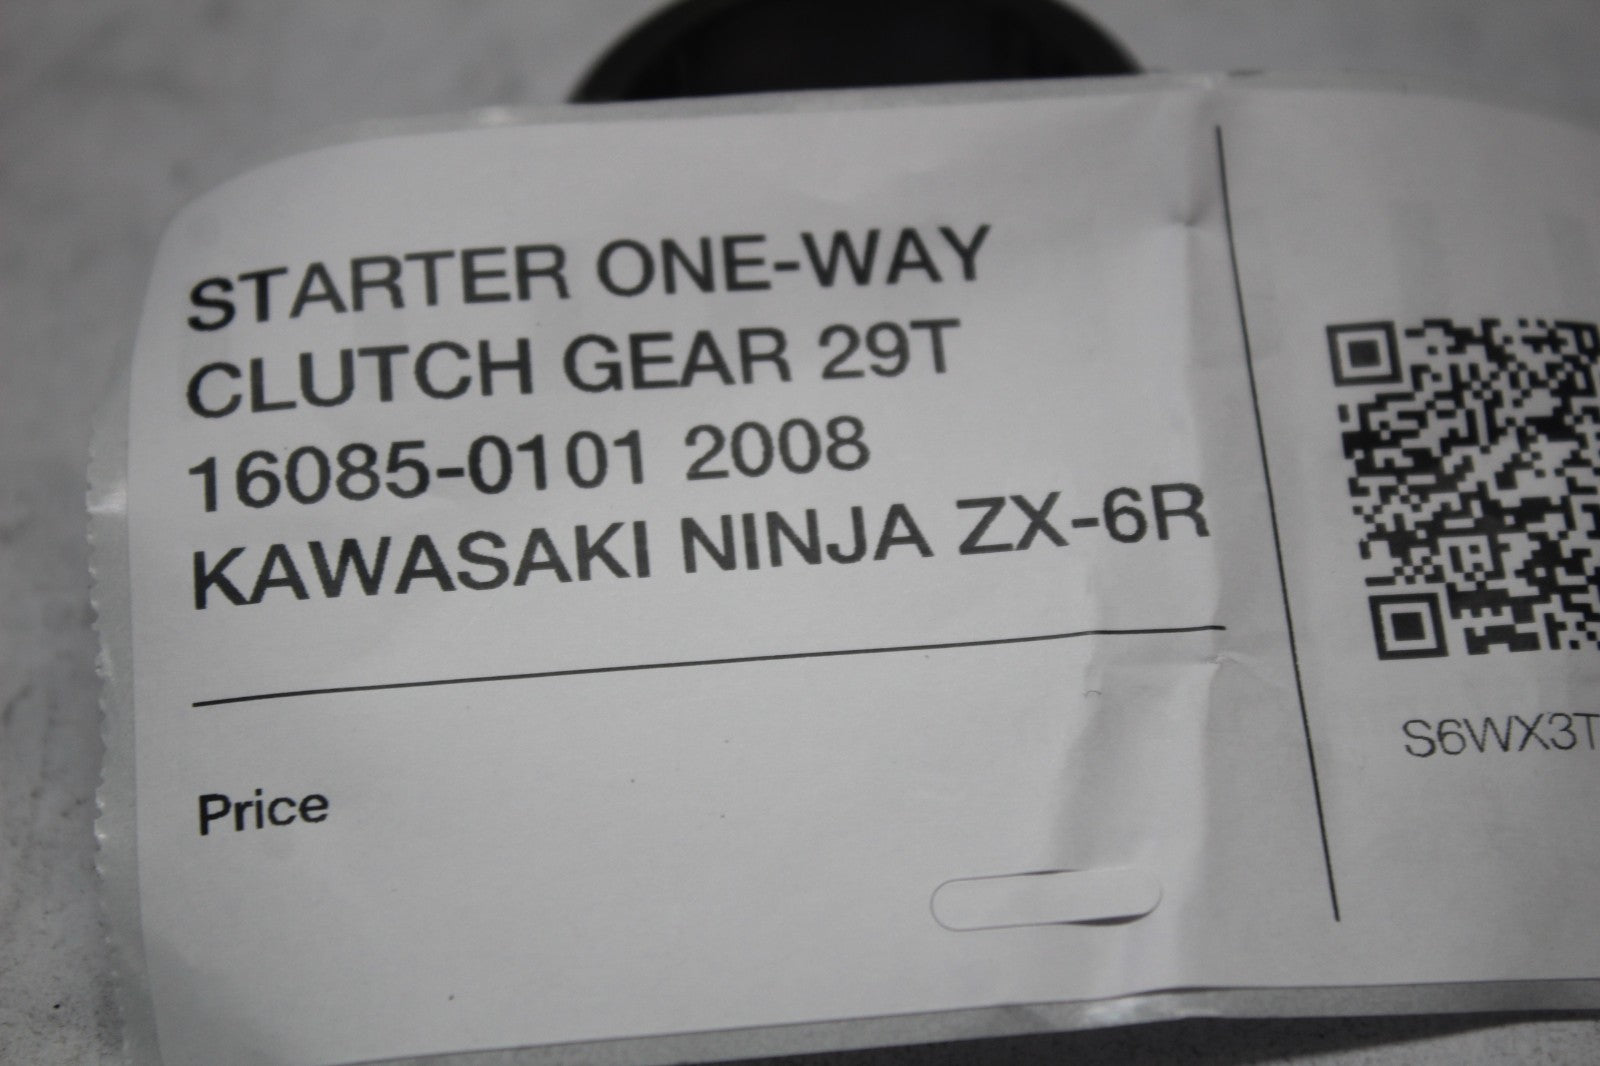 STARTER ONE-WAY
CLUTCH GEAR 29T
16085-0101 2008
KAWASAKI NINJA ZX-6R
Price
S6WX3T